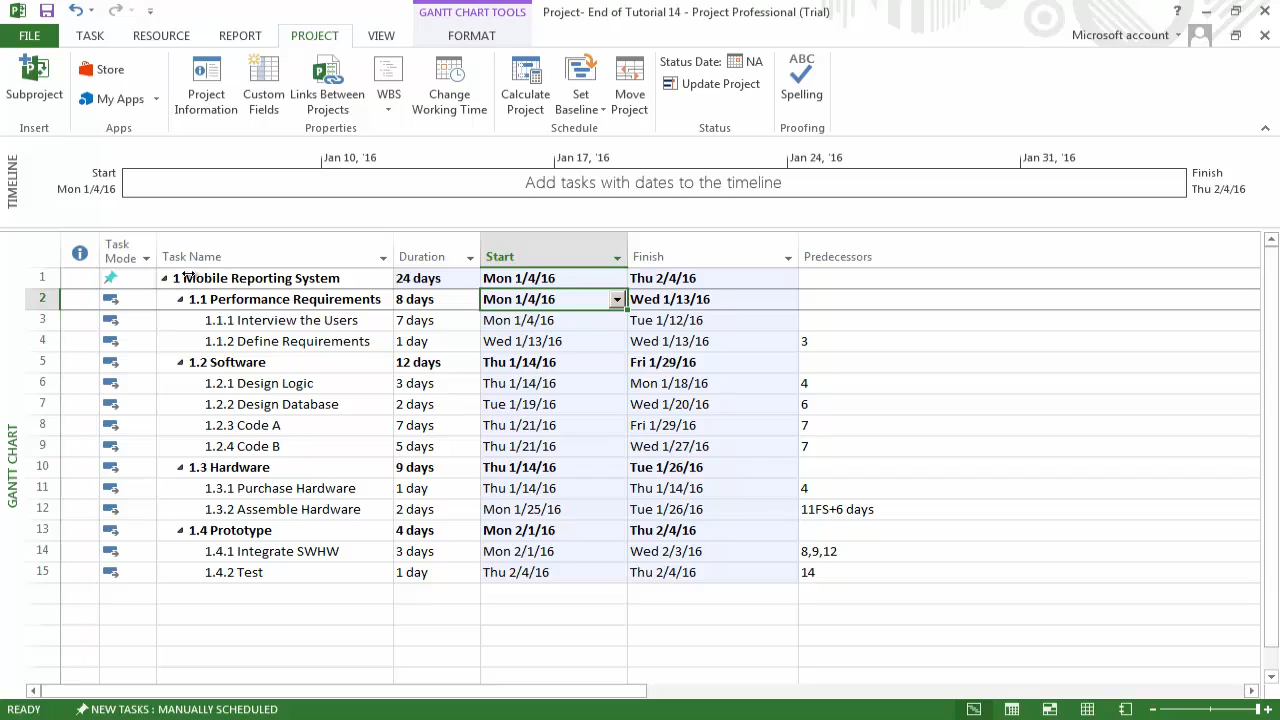 GANTT CHART TOOLS
Project- End of Tutorial 14 - Project Professional (Trial)
FILE TASK RESOURCE REPORT PROJECT VIEW FORMAT
Microsoft account
Subproject
Insert
Store
My Apps
Apps
Project Information
Custom Fields
Links Between Projects
WBS
Change Working Time
Properties
Calculate Project
Set Baseline
Move Project
Schedule
Status Date: NA
Update Project
Status
ABC
Spelling
Proofing
TIMELINE
Start
Mon 1/4/16
Jan 10, '16 Jan 17, '16 Jan 24, '16 Jan 31, '16
Add tasks with dates to the timeline
Finish
Thu 2/4/16
GANTT CHART
Task Mode Task Name Duration Start Finish Predecessors
1 1 Mobile Reporting System 24 days Mon 1/4/16 Thu 2/4/16
2 1.1 Performance Requirements 8 days Mon 1/4/16 Wed 1/13/16
3 1.1.1 Interview the Users 7 days Mon 1/4/16 Tue 1/12/16
4 1.1.2 Define Requirements 1 day Wed 1/13/16 Wed 1/13/16 3
5 1.2 Software 12 days Thu 1/14/16 Fri 1/29/16
6 1.2.1 Design Logic 3 days Thu 1/14/16 Mon 1/18/16 4
7 1.2.2 Design Database 2 days Tue 1/19/16 Wed 1/20/16 6
8 1.2.3 Code A 7 days Thu 1/21/16 Fri 1/29/16 7
9 1.2.4 Code B 5 days Thu 1/21/16 Wed 1/27/16 7
10 1.3 Hardware 9 days Thu 1/14/16 Tue 1/26/16
11 1.3.1 Purchase Hardware 1 day Thu 1/14/16 Thu 1/14/16 4
12 1.3.2 Assemble Hardware 2 days Mon 1/25/16 Tue 1/26/16 11FS+6 days
13 1.4 Prototype 4 days Mon 2/1/16 Thu 2/4/16
14 1.4.1 Integrate SWHW 3 days Mon 2/1/16 Wed 2/3/16 8,9,12
15 1.4.2 Test 1 day Thu 2/4/16 Thu 2/4/16 14
READY NEW TASKS : MANUALLY SCHEDULED